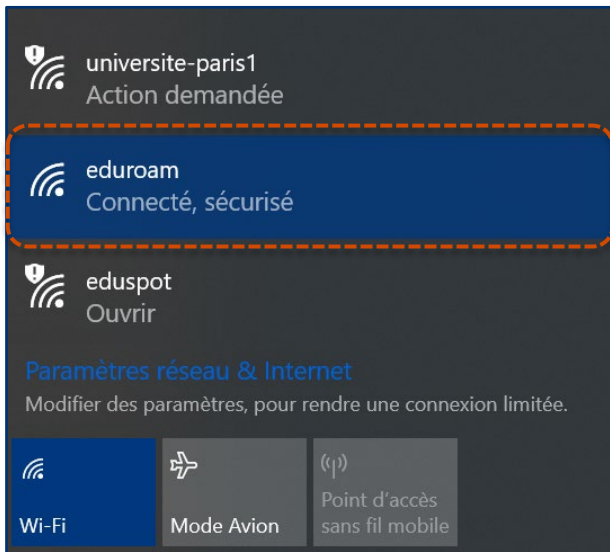 universite-paris1
Action demandée
eduroam
Connecté, sécurisé
eduspot
Ouvrir
Paramètres réseau & Internet
Modifier des paramètres, pour rendre une connexion limitée.
Wi-Fi
Mode Avion
Point d'accès
sans fil mobile